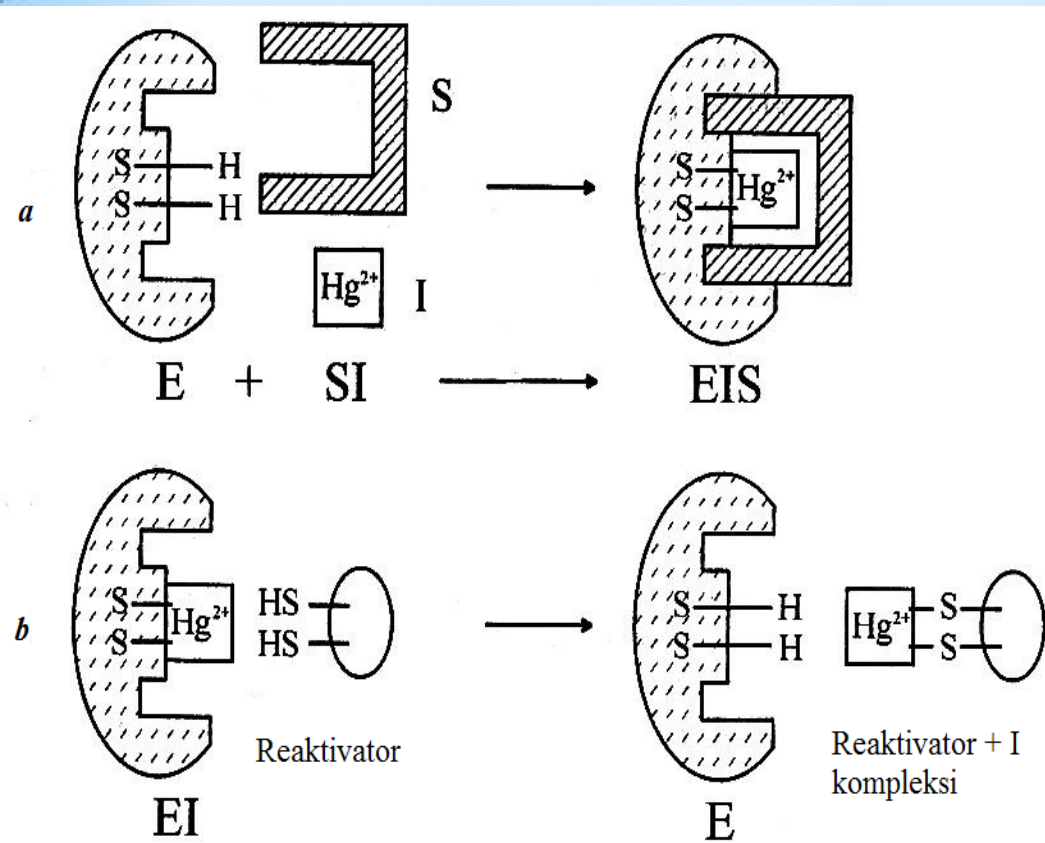 S
S H
S H
a
Hg²⁺ I
S
S
Hg²⁺
E + SI
EIS
b
S
S
Hg²⁺
HS
HS
Reaktivator
EI
S H
S H
Hg²⁺
S
S
Reaktivator + I
kompleksi
E